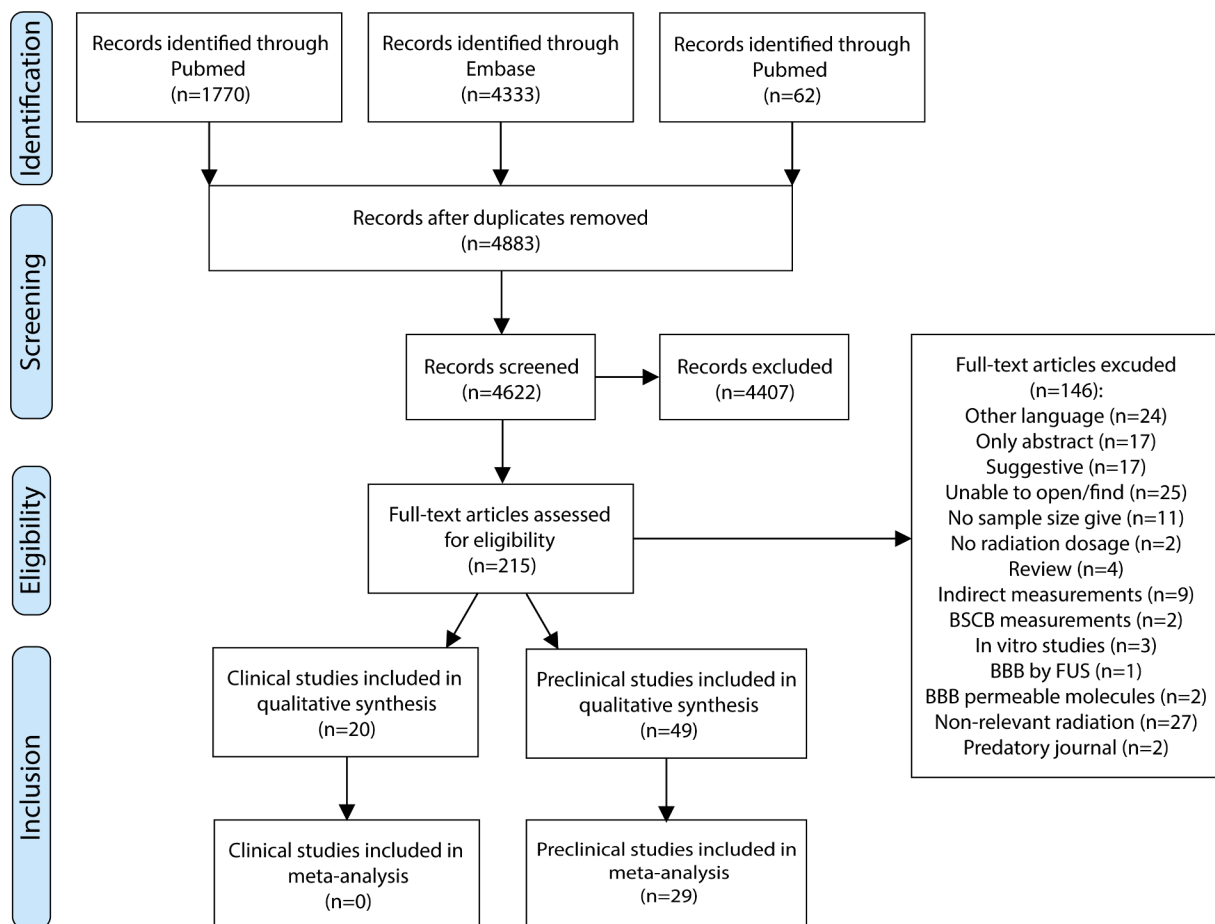 Identification
Records identified through
Pubmed
(n=1770)
Records identified through
Embase
(n=4333)
Records identified through
Pubmed
(n=62)
Screening
Records after duplicates removed
(n=4883)
Records screened
(n=4622)
Records excluded
(n=4407)
Eligibility
Full-text articles assessed
for eligibility
(n=215)
Full-text articles excuded
(n=146):
Other language (n=24)
Only abstract (n=17)
Suggestive (n=17)
Unable to open/find (n=25)
No sample size give (n=11)
No radiation dosage (n=2)
Review (n=4)
Indirect measurements (n=9)
BSCB measurements (n=2)
In vitro studies (n=3)
BBB by FUS (n=1)
BBB permeable molecules (n=2)
Non-relevant radiation (n=27)
Predatory journal (n=2)
Inclusion
Clinical studies included in
qualitative synthesis
(n=20)
Preclinical studies included in
qualitative synthesis
(n=49)
Clinical studies included in
meta-analysis
(n=0)
Preclinical studies included in
meta-analysis
(n=29)